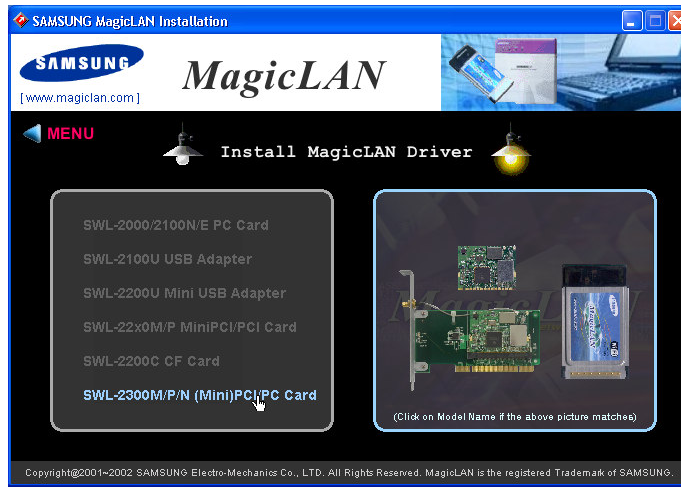 SAMSUNG MagicLAN Installation
SAMSUNG
MagicLAN
[ www.magiclan.com ]
MENU
Install MagicLAN Driver
SWL-2000/2100N/E PC Card
SWL-2100U USB Adapter
SWL-2200U Mini USB Adapter
SWL-22x0M/P MiniPCI/PCI Card
SWL-2200C CF Card
SWL-2300M/P/N (Mini)PCI/PC Card
MagicLAN
(Click on Model Name if the above picture matches)
Copyright@2001~2002 SAMSUNG Electro-Mechanics Co., LTD. All Rights Reserved. MagicLAN is the registered Trademark of SAMSUNG.